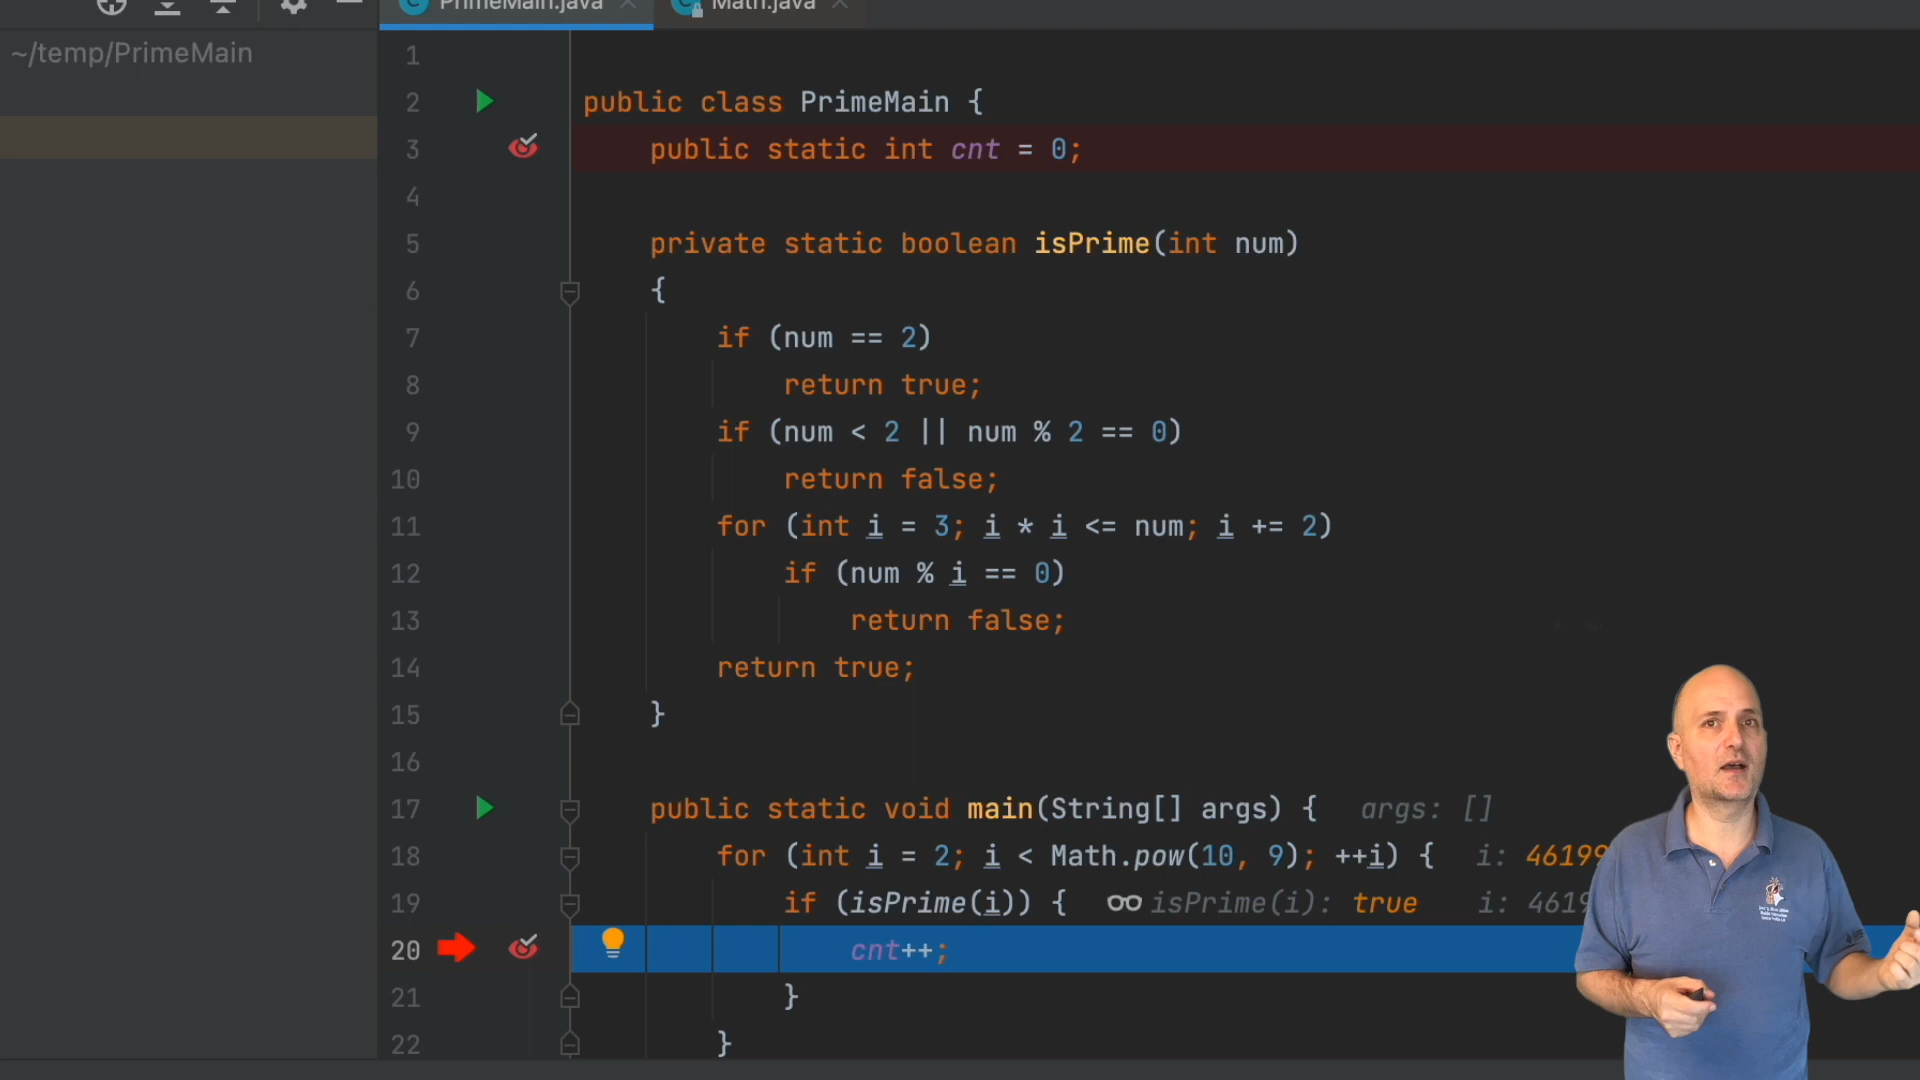 PrimeMain.java
Math.java
~/temp/PrimeMain
1
2 public class PrimeMain {
3 public static int cnt = 0;
4
5 private static boolean isPrime(int num)
6 {
7 if (num == 2)
8 return true;
9 if (num < 2 || num % 2 == 0)
10 return false;
11 for (int i = 3; i * i <= num; i += 2)
12 if (num % i == 0)
13 return false;
14 return true;
15 }
16
17 public static void main(String[] args) { args: []
18 for (int i = 2; i < Math.pow(10, 9); ++i) { i: 46199
19 if (isPrime(i)) { isPrime(i): true i: 4619
20 cnt++;
21 }
22 }